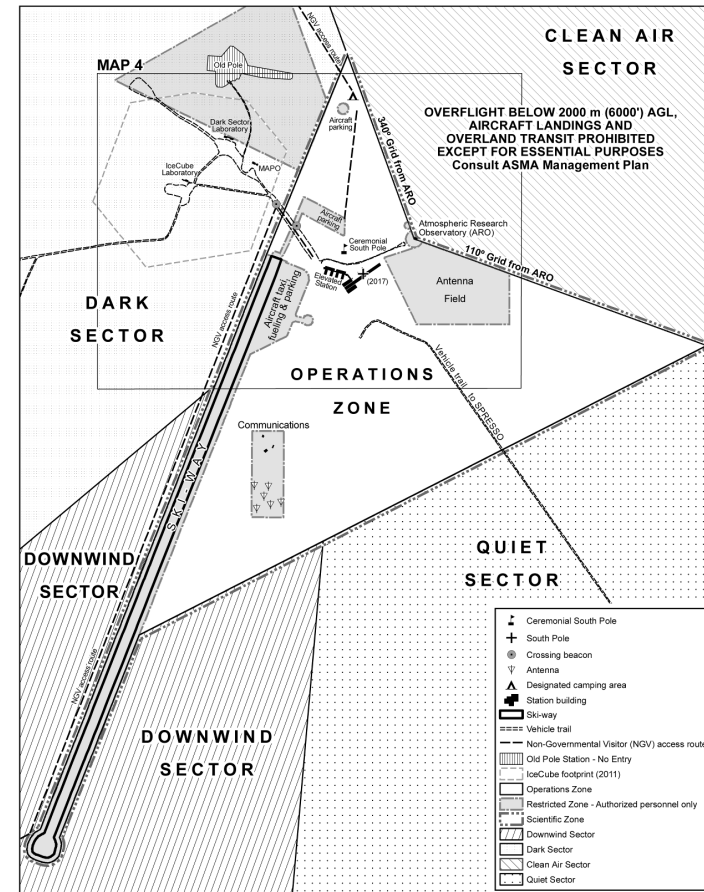 CLEAN AIR
SECTOR
NGV access route
MAP 4
Old Pole
OVERFLIGHT BELOW 2000 m (6000') AGL,
AIRCRAFT LANDINGS AND
OVERLAND TRANSIT PROHIBITED
EXCEPT FOR ESSENTIAL PURPOSES
Consult ASMA Management Plan
Aircraft
parking
340º Grid from ARO
Dark Sector
Laboratory
MAPO
IceCube
Laboratory
Aircraft
parking
Atmospheric Research
Observatory (ARO)
Ceremonial
South Pole
110º Grid from ARO
Elevated
Station
(2017)
Antenna
Field
Aircraft taxi,
fueling & parking
DARK
SECTOR
NGV access route
Vehicle trail to SPRESSO
OPERATIONS
ZONE
Communications
SKI WAY
DOWNWIND
SECTOR
QUIET
SECTOR
NGV access route
DOWNWIND
SECTOR
Ceremonial South Pole
South Pole
Crossing beacon
Antenna
Designated camping area
Station building
Ski-way
Vehicle trail
Non-Governmental Visitor (NGV) access route
Old Pole Station - No Entry
IceCube footprint (2011)
Operations Zone
Restricted Zone - Authorized personnel only
Scientific Zone
Downwind Sector
Dark Sector
Clean Air Sector
Quiet Sector